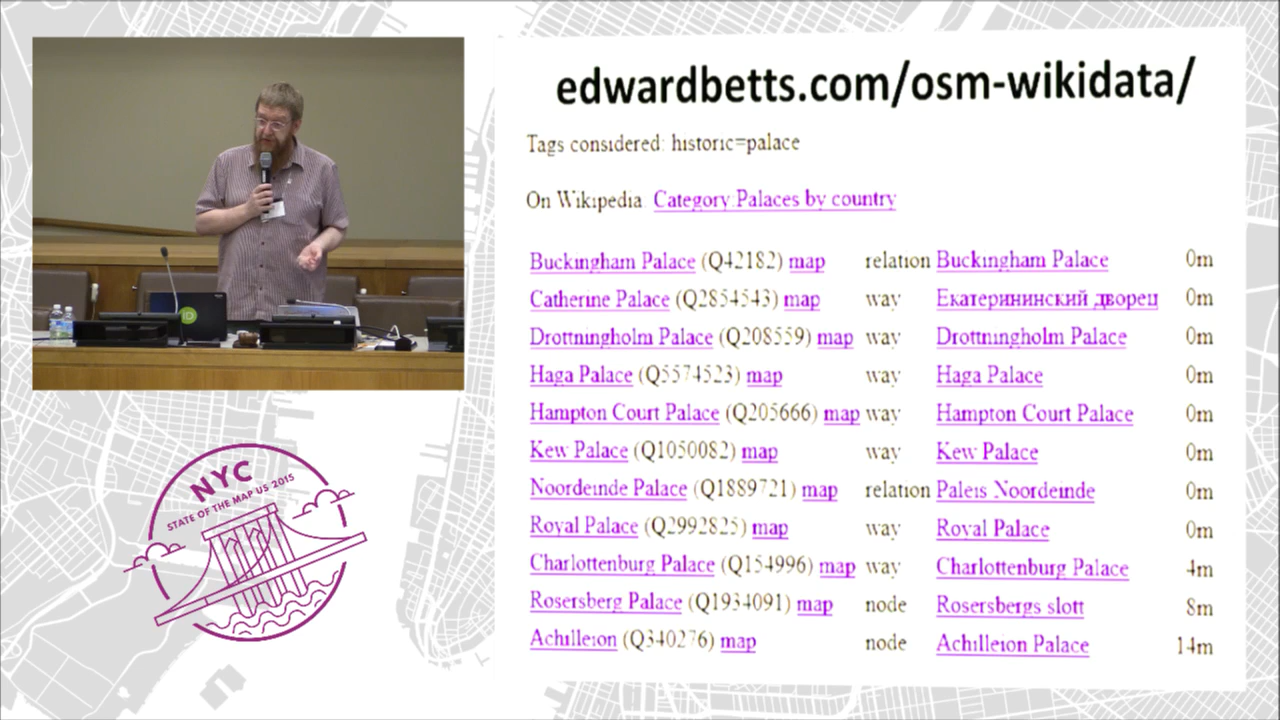 edwardbetts.com/osm-wikidata/
Tags considered: historic=palace
On Wikipedia: Category:Palaces by country
Buckingham Palace (Q42182) map relation Buckingham Palace 0m
Catherine Palace (Q2854543) map way Екатерининский дворец 0m
Drottningholm Palace (Q208559) map way Drottningholm Palace 0m
Haga Palace (Q5574523) map way Haga Palace 0m
Hampton Court Palace (Q205666) map way Hampton Court Palace 0m
Kew Palace (Q1050082) map way Kew Palace 0m
Noordeinde Palace (Q1889721) map relation Paleis Noordeinde 0m
Royal Palace (Q2992825) map way Royal Palace 0m
Charlottenburg Palace (Q154996) map way Charlottenburg Palace 4m
Rosersberg Palace (Q1934091) map node Rosersbergs slott 8m
Achilleion (Q340276) map node Achilleion Palace 14m
NYC
STATE OF THE MAP US 2015